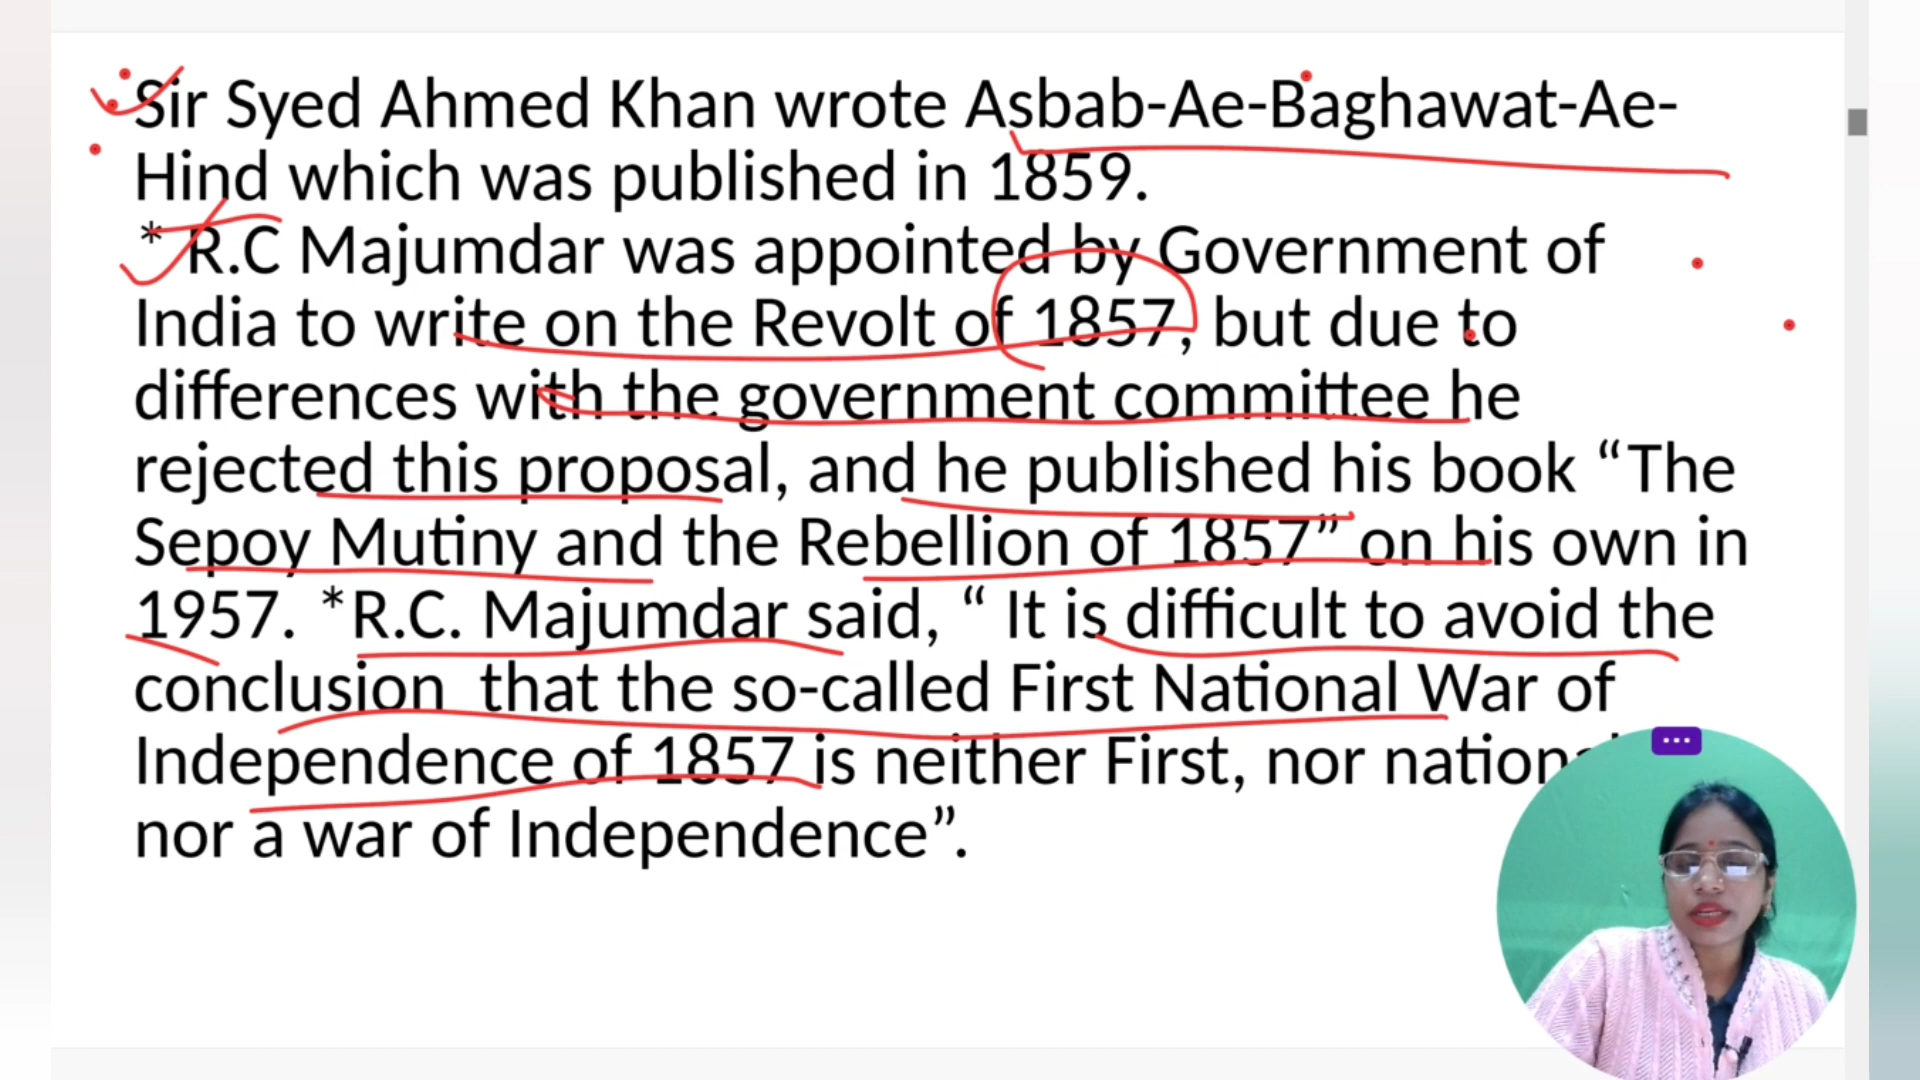 Sir Syed Ahmed Khan wrote Asbab-Ae-Baghawat-Ae-
Hind which was published in 1859.
* R.C Majumdar was appointed by Government of
India to write on the Revolt of 1857, but due to
differences with the government committee he
rejected this proposal, and he published his book “The
Sepoy Mutiny and the Rebellion of 1857” on his own in
1957. *R.C. Majumdar said, “ It is difficult to avoid the
conclusion  that the so-called First National War of
Independence of 1857 is neither First, nor national
nor a war of Independence”.